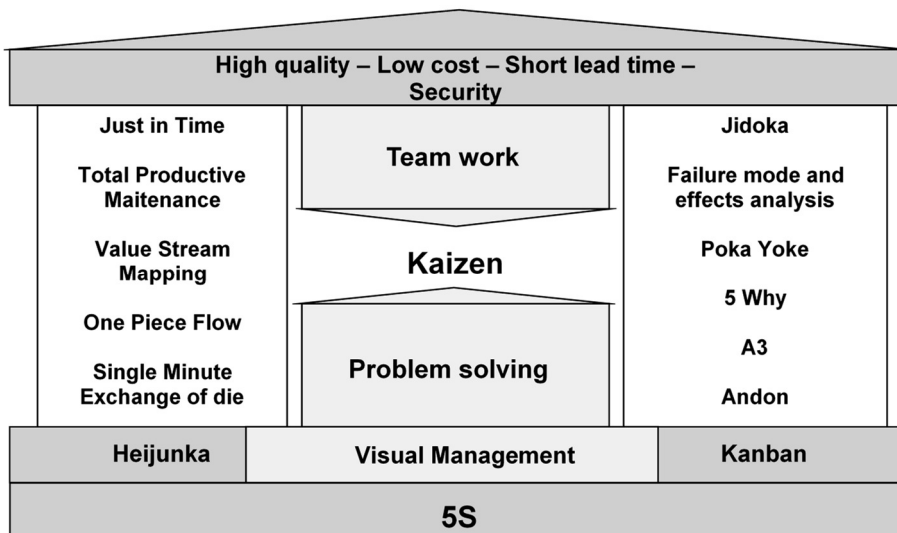 High quality – Low cost – Short lead time –
Security
Just in Time
Total Productive
Maitenance
Value Stream
Mapping
One Piece Flow
Single Minute
Exchange of die
Team work
Kaizen
Problem solving
Jidoka
Failure mode and
effects analysis
Poka Yoke
5 Why
A3
Andon
Heijunka
Visual Management
Kanban
5S